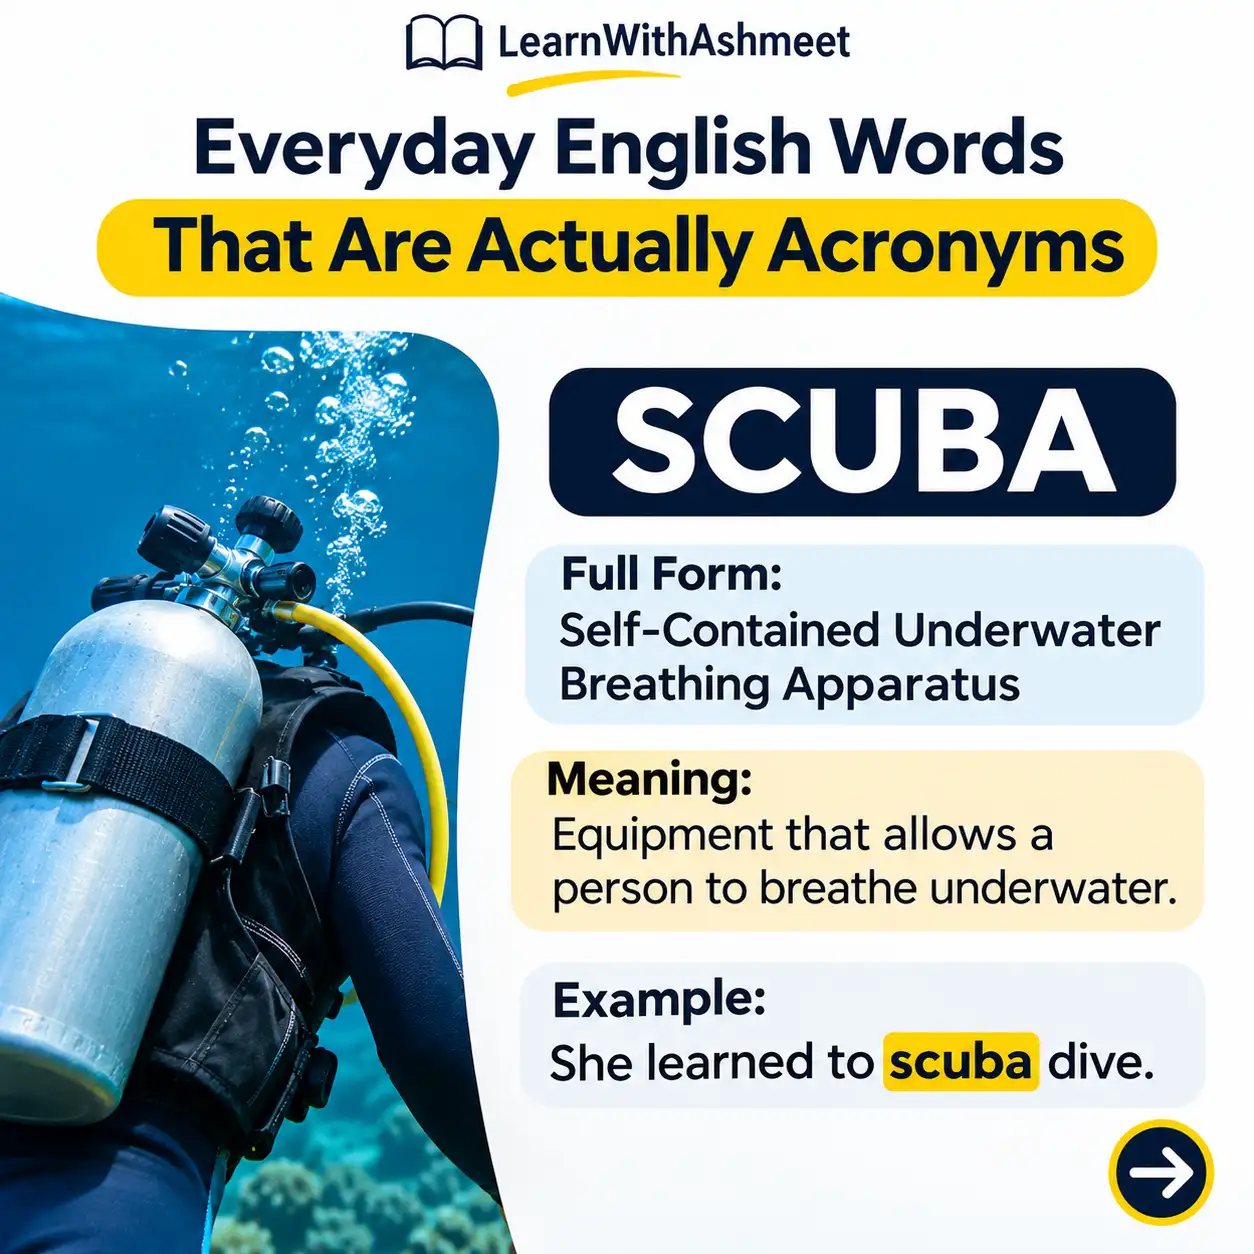 LearnWithAshmeet
Everyday English Words
That Are Actually Acronyms
SCUBA
Full Form:
Self-Contained Underwater
Breathing Apparatus
Meaning:
Equipment that allows a
person to breathe underwater.
Example:
She learned to scuba dive.